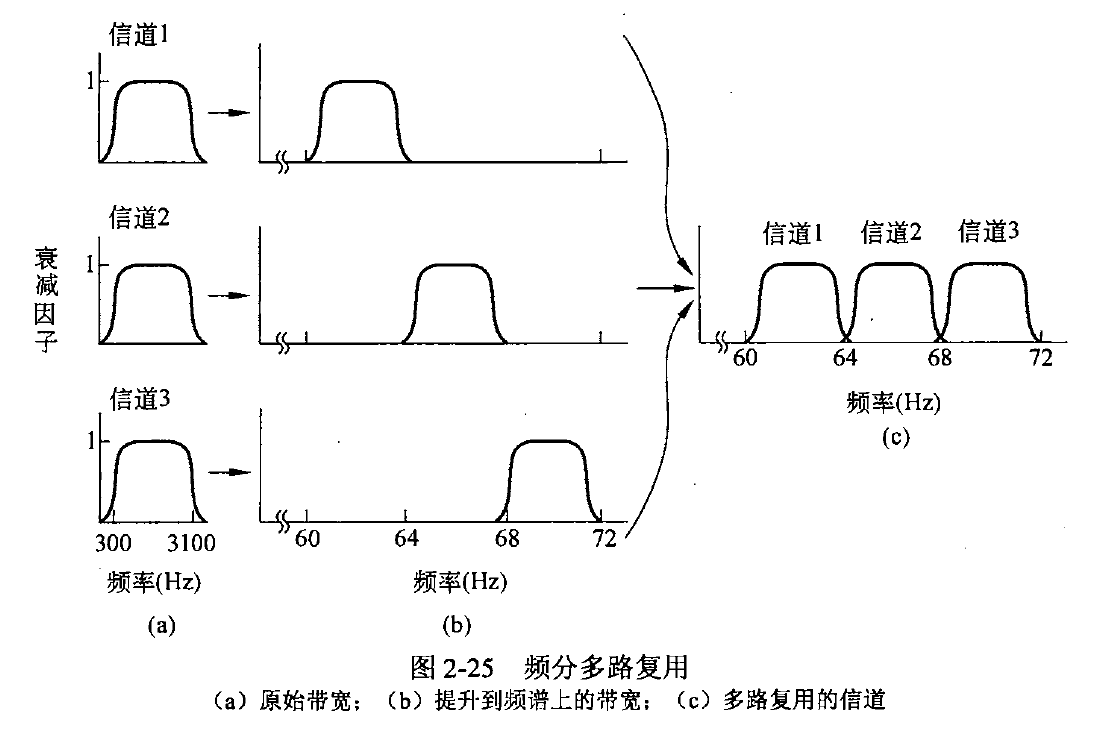 信道1
1
信道2
1
衰减因子
信道3
1
300 3100
频率(Hz)
(a)
60 64 68 72
频率(Hz)
(b)
信道1 信道2 信道3
60 64 68 72
频率(Hz)
(c)
图 2-25 频分多路复用
（a）原始带宽；（b）提升到频谱上的带宽；（c）多路复用的信道